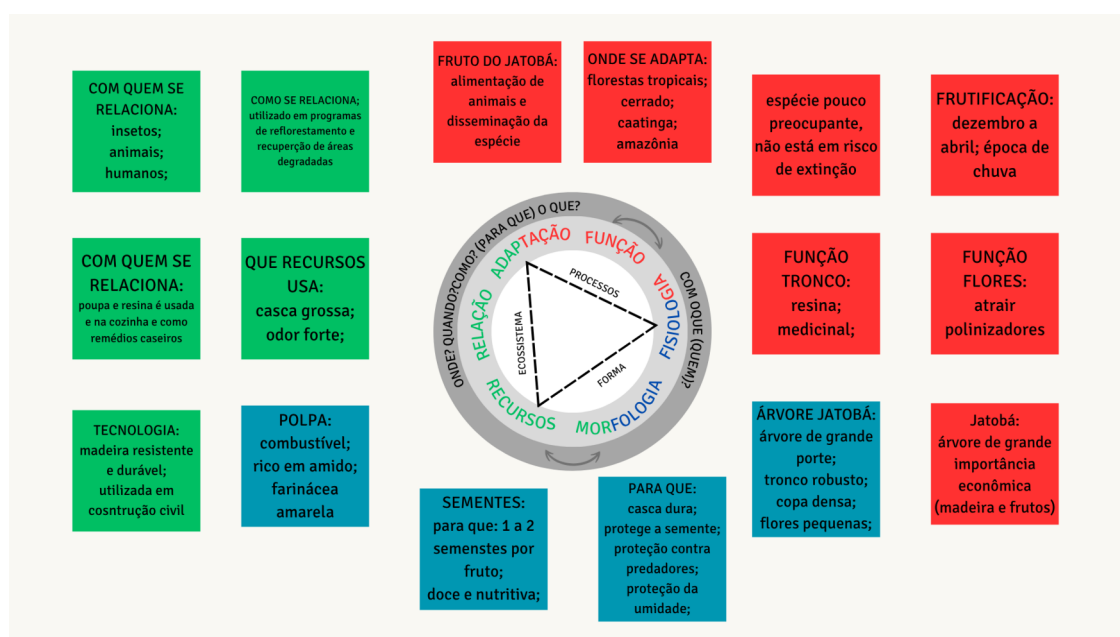 COM QUEM SE
RELACIONA:
insetos;
animais;
humanos;
COMO SE RELACIONA;
utilizado em programas
de reflorestamento e
recuperção de áreas
degradadas
FRUTO DO JATOBÁ:
alimentação de
animais e
disseminação da
espécie
ONDE SE ADAPTA:
florestas tropicais;
cerrado;
caatinga;
amazônia
espécie pouco
preocupante,
não está em risco
de extinção
FRUTIFICAÇÃO:
dezembro a
abril; época de
chuva
COM QUEM SE
RELACIONA:
poupa e resina é usada
e na cozinha e como
remédios caseiros
QUE RECURSOS
USA:
casca grossa;
odor forte;
ONDE? QUANDO?COMO? (PARA QUE) O QUE?
COM OQUE (QUEM)?
ADAPTAÇÃO
FUNÇÃO
FISIOLOGIA
MORFOLOGIA
RECURSOS
RELAÇÃO
PROCESSOS
ECOSSISTEMA
FORMA
FUNÇÃO
TRONCO:
resina;
medicinal;
FUNÇÃO
FLORES:
atrair
polinizadores
TECNOLOGIA:
madeira resistente
e durável;
utilizada em
cosntrução civil
POLPA:
combustível;
rico em amido;
farinácea
amarela
SEMENTES:
para que: 1 a 2
semenstes por
fruto;
doce e nutritiva;
PARA QUE:
casca dura;
protege a semente;
proteção contra
predadores;
proteção da
umidade;
ÁRVORE JATOBÁ:
árvore de grande
porte;
tronco robusto;
copa densa;
flores pequenas;
Jatobá:
árvore de grande
importância
econômica
(madeira e frutos)